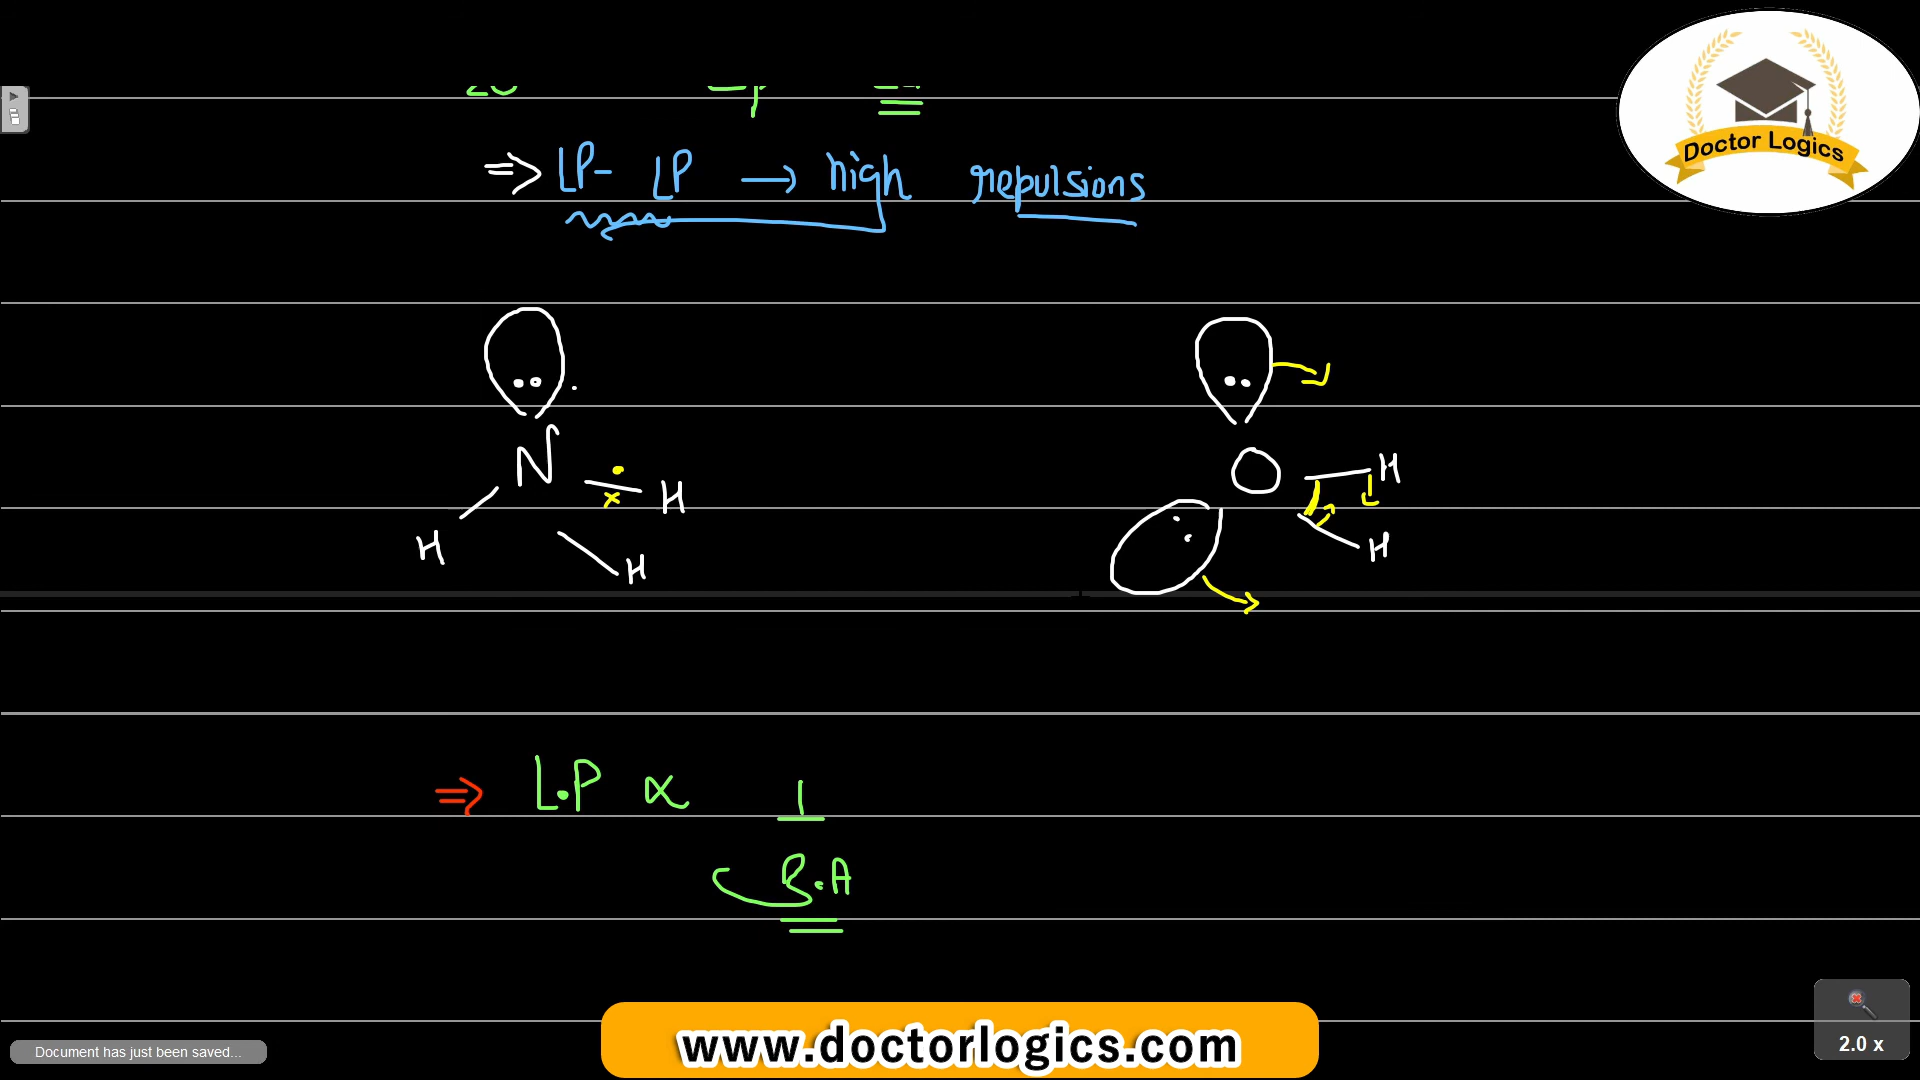 Doctor Logics
⇒ LP- LP → high repulsions
N
H
H
H
O
H
H
⇒ L.P ∝ 1
B.A
www.doctorlogics.com
Document has just been saved...
2.0 x